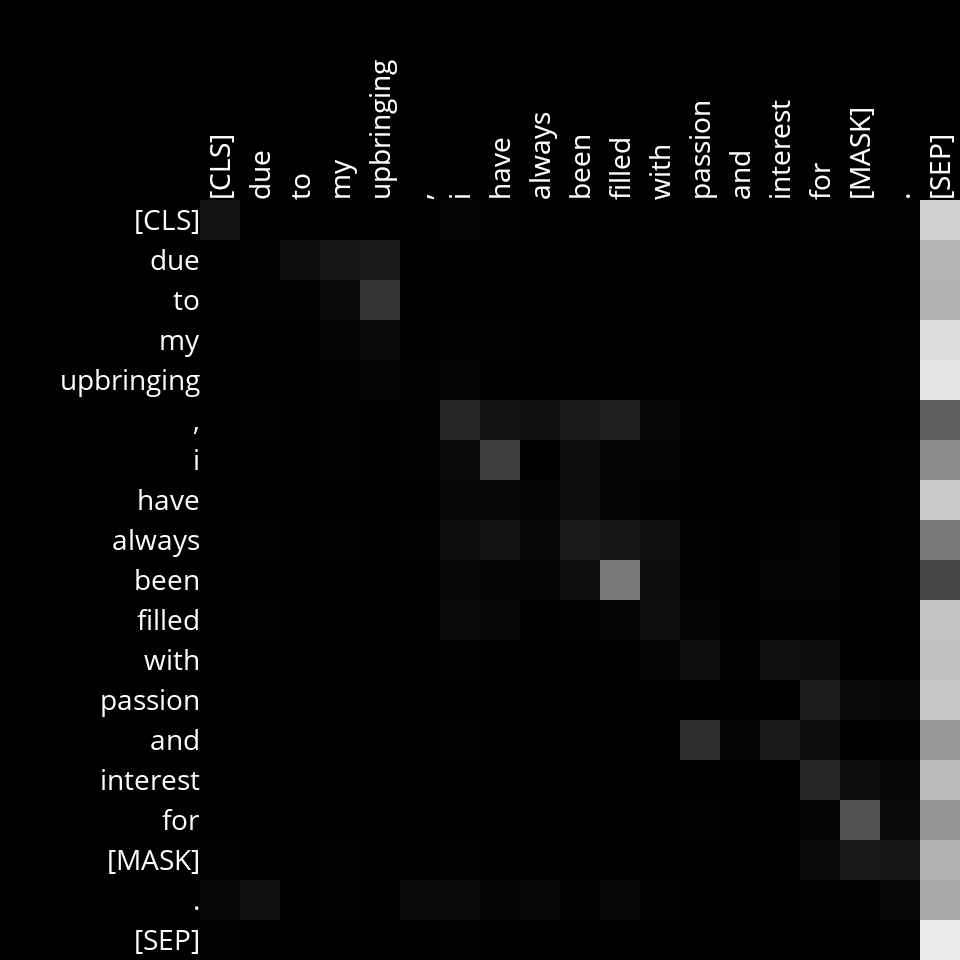 [CLS] due to my upbringing , i have always been filled with passion and interest for [MASK] . [SEP]
[CLS]
due
to
my
upbringing
,
i
have
always
been
filled
with
passion
and
interest
for
[MASK]
.
[SEP]